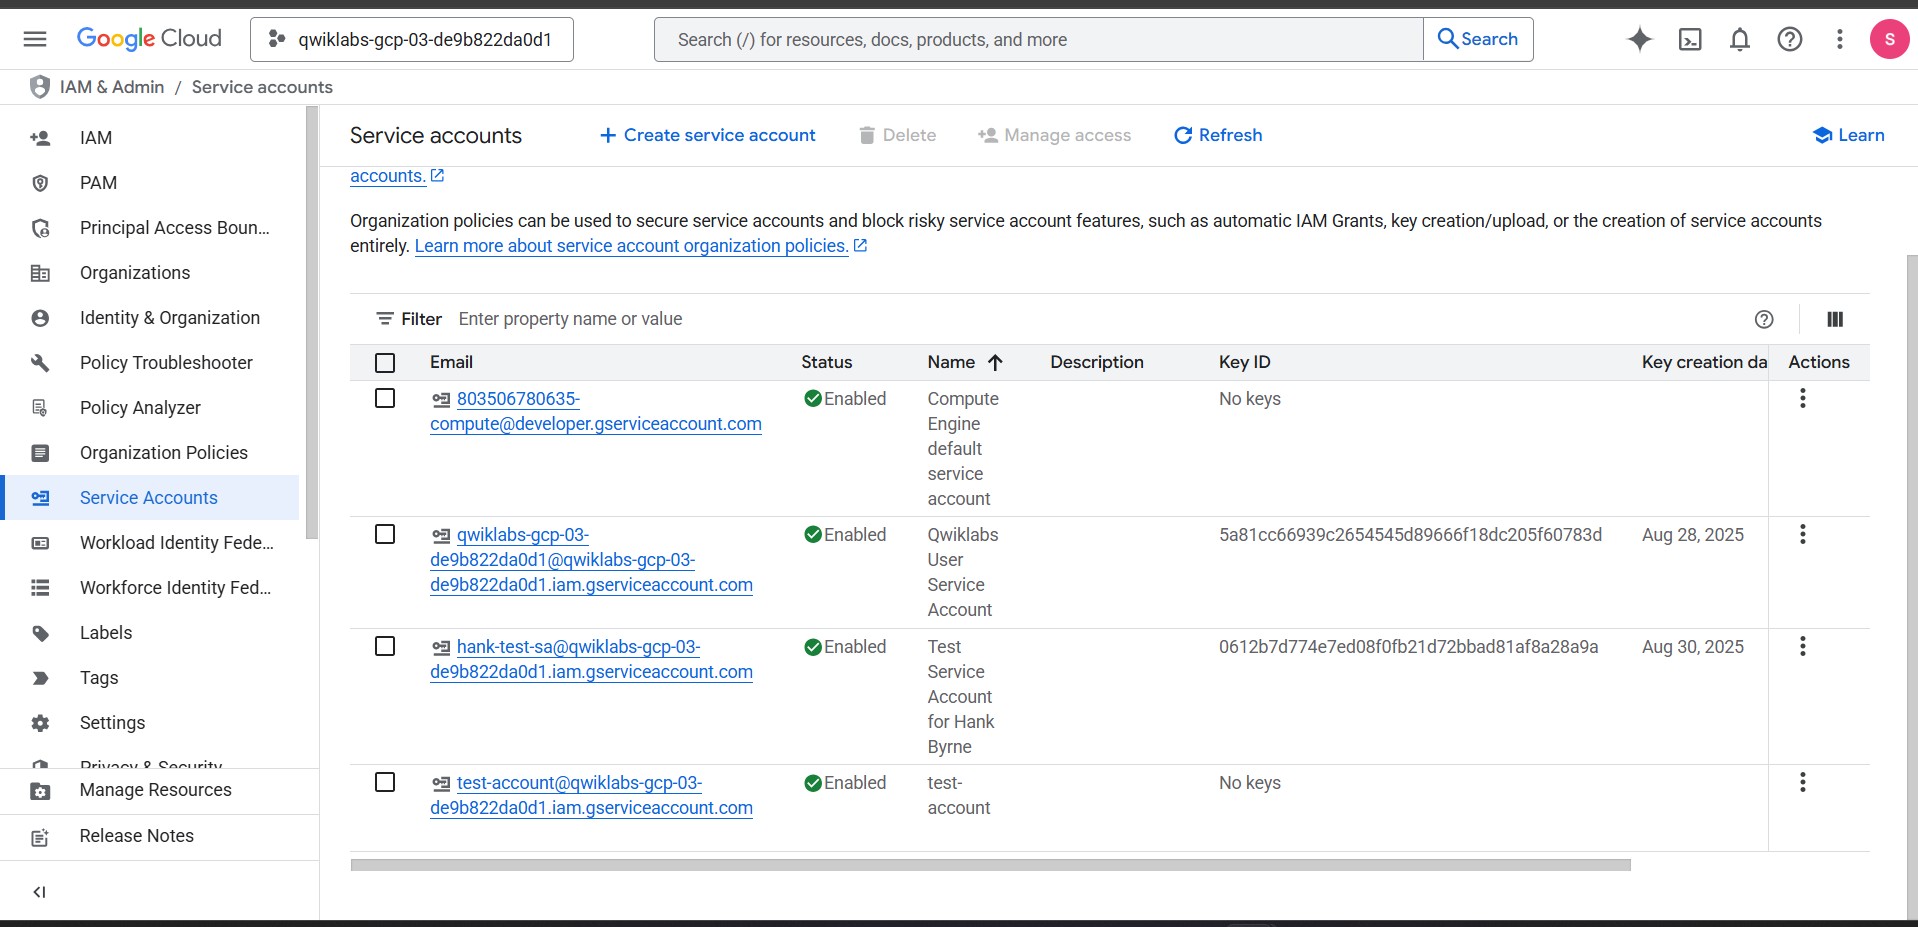 Google Cloud
qwiklabs-gcp-03-de9b822da0d1
Search (/) for resources, docs, products, and more
Search
S
IAM & Admin / Service accounts
IAM
PAM
Principal Access Boun...
Organizations
Identity & Organization
Policy Troubleshooter
Policy Analyzer
Organization Policies
Service Accounts
Workload Identity Fede...
Workforce Identity Fed...
Labels
Tags
Settings
Privacy & Security
Manage Resources
Release Notes
Service accounts
Create service account
Delete
Manage access
Refresh
Learn
accounts.
Organization policies can be used to secure service accounts and block risky service account features, such as automatic IAM Grants, key creation/upload, or the creation of service accounts
entirely. Learn more about service account organization policies.
Filter Enter property name or value
Email Status Name Description Key ID Key creation da Actions
803506780635-
compute@developer.gserviceaccount.com
Enabled
Compute
Engine
default
service
account
No keys
qwiklabs-gcp-03-
de9b822da0d1@qwiklabs-gcp-03-
de9b822da0d1.iam.gserviceaccount.com
Enabled
Qwiklabs
User
Service
Account
5a81cc66939c2654545d89666f18dc205f60783d
Aug 28, 2025
hank-test-sa@qwiklabs-gcp-03-
de9b822da0d1.iam.gserviceaccount.com
Enabled
Test
Service
Account
for Hank
Byrne
0612b7d774e7ed08f0fb21d72bbad81af8a28a9a
Aug 30, 2025
test-account@qwiklabs-gcp-03-
de9b822da0d1.iam.gserviceaccount.com
Enabled
test-
account
No keys